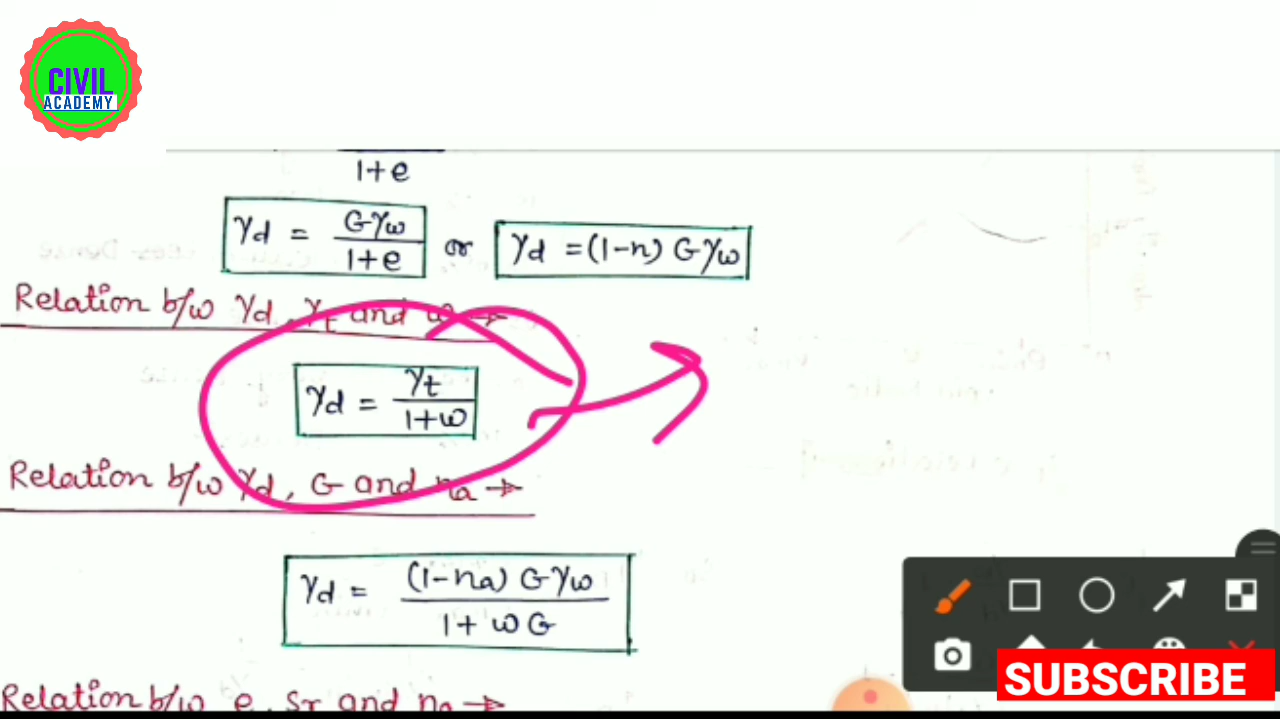 CIVIL
ACADEMY
1+e
γd = Gγω / 1+e or γd = (1-n) Gγω
Relation b/w γd, γt and ω →
γd = γt / 1+ω
Relation b/w γd, G and na →
γd = (1-na) Gγω / 1+ωG
Relation b/w e, Sr and na →
SUBSCRIBE